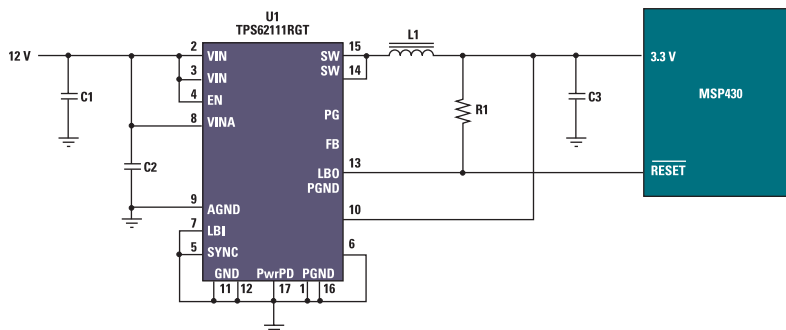 U1
TPS62111RGT
12 V
C1
C2
2 VIN
3 VIN
4 EN
8 VINA
9 AGND
7 LBI
5 SYNC
GND PwrPD PGND
11 12 17 1 16
SW 15
SW 14
PG
FB
LBO 13
PGND
10
6
L1
R1
C3
3.3 V
MSP430
RESET